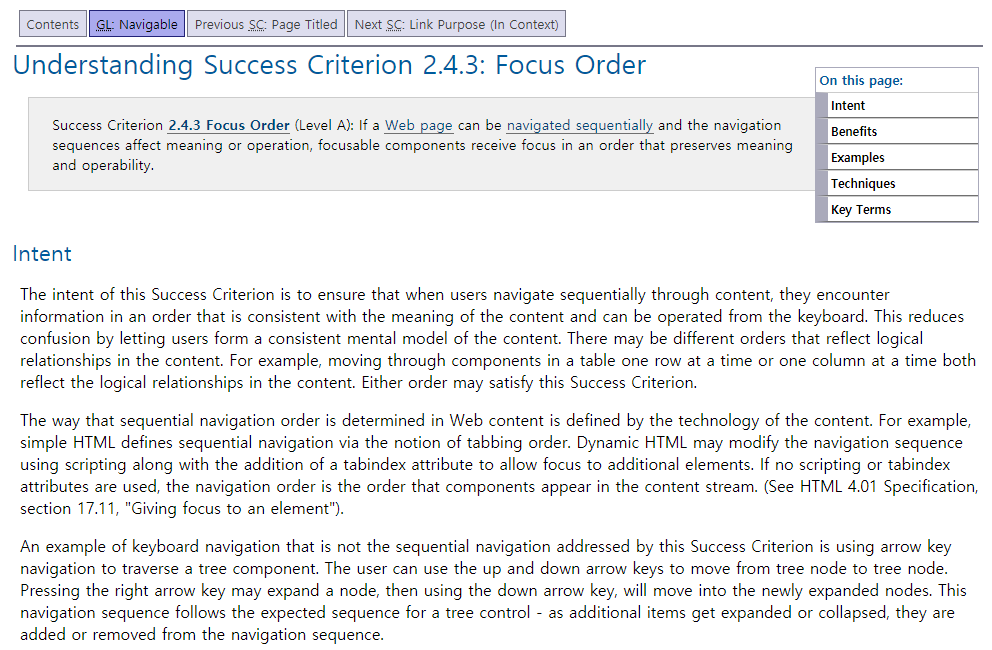 Contents GL: Navigable Previous SC: Page Titled Next SC: Link Purpose (In Context)
Understanding Success Criterion 2.4.3: Focus Order
On this page:
Intent
Benefits
Examples
Techniques
Key Terms
Success Criterion 2.4.3 Focus Order (Level A): If a Web page can be navigated sequentially and the navigation
sequences affect meaning or operation, focusable components receive focus in an order that preserves meaning
and operability.
Intent
The intent of this Success Criterion is to ensure that when users navigate sequentially through content, they encounter
information in an order that is consistent with the meaning of the content and can be operated from the keyboard. This reduces
confusion by letting users form a consistent mental model of the content. There may be different orders that reflect logical
relationships in the content. For example, moving through components in a table one row at a time or one column at a time both
reflect the logical relationships in the content. Either order may satisfy this Success Criterion.
The way that sequential navigation order is determined in Web content is defined by the technology of the content. For example,
simple HTML defines sequential navigation via the notion of tabbing order. Dynamic HTML may modify the navigation sequence
using scripting along with the addition of a tabindex attribute to allow focus to additional elements. If no scripting or tabindex
attributes are used, the navigation order is the order that components appear in the content stream. (See HTML 4.01 Specification,
section 17.11, "Giving focus to an element").
An example of keyboard navigation that is not the sequential navigation addressed by this Success Criterion is using arrow key
navigation to traverse a tree component. The user can use the up and down arrow keys to move from tree node to tree node.
Pressing the right arrow key may expand a node, then using the down arrow key, will move into the newly expanded nodes. This
navigation sequence follows the expected sequence for a tree control - as additional items get expanded or collapsed, they are
added or removed from the navigation sequence.